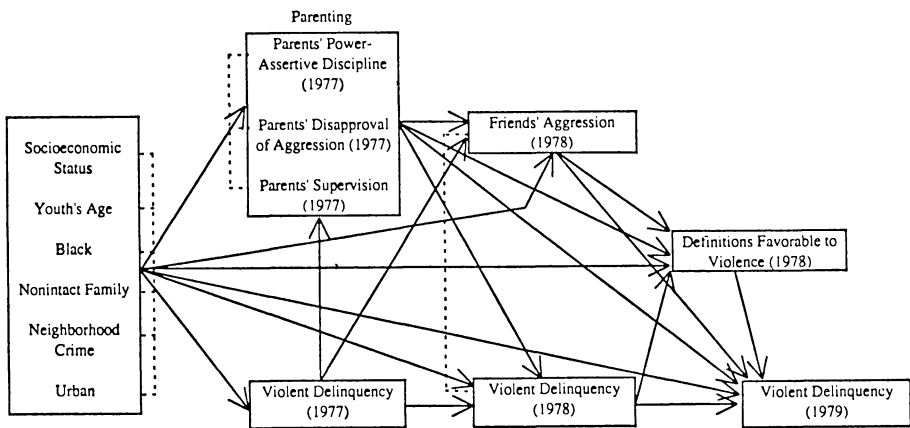 Parenting
Parents' Power-
Assertive Discipline
(1977)
Parents' Disapproval
of Aggression (1977)
Parents' Supervision
(1977)
Socioeconomic
Status
Youth's Age
Black
Nonintact Family
Neighborhood
Crime
Urban
Friends' Aggression
(1978)
Definitions Favorable to
Violence (1978)
Violent Delinquency
(1977)
Violent Delinquency
(1978)
Violent Delinquency
(1979)